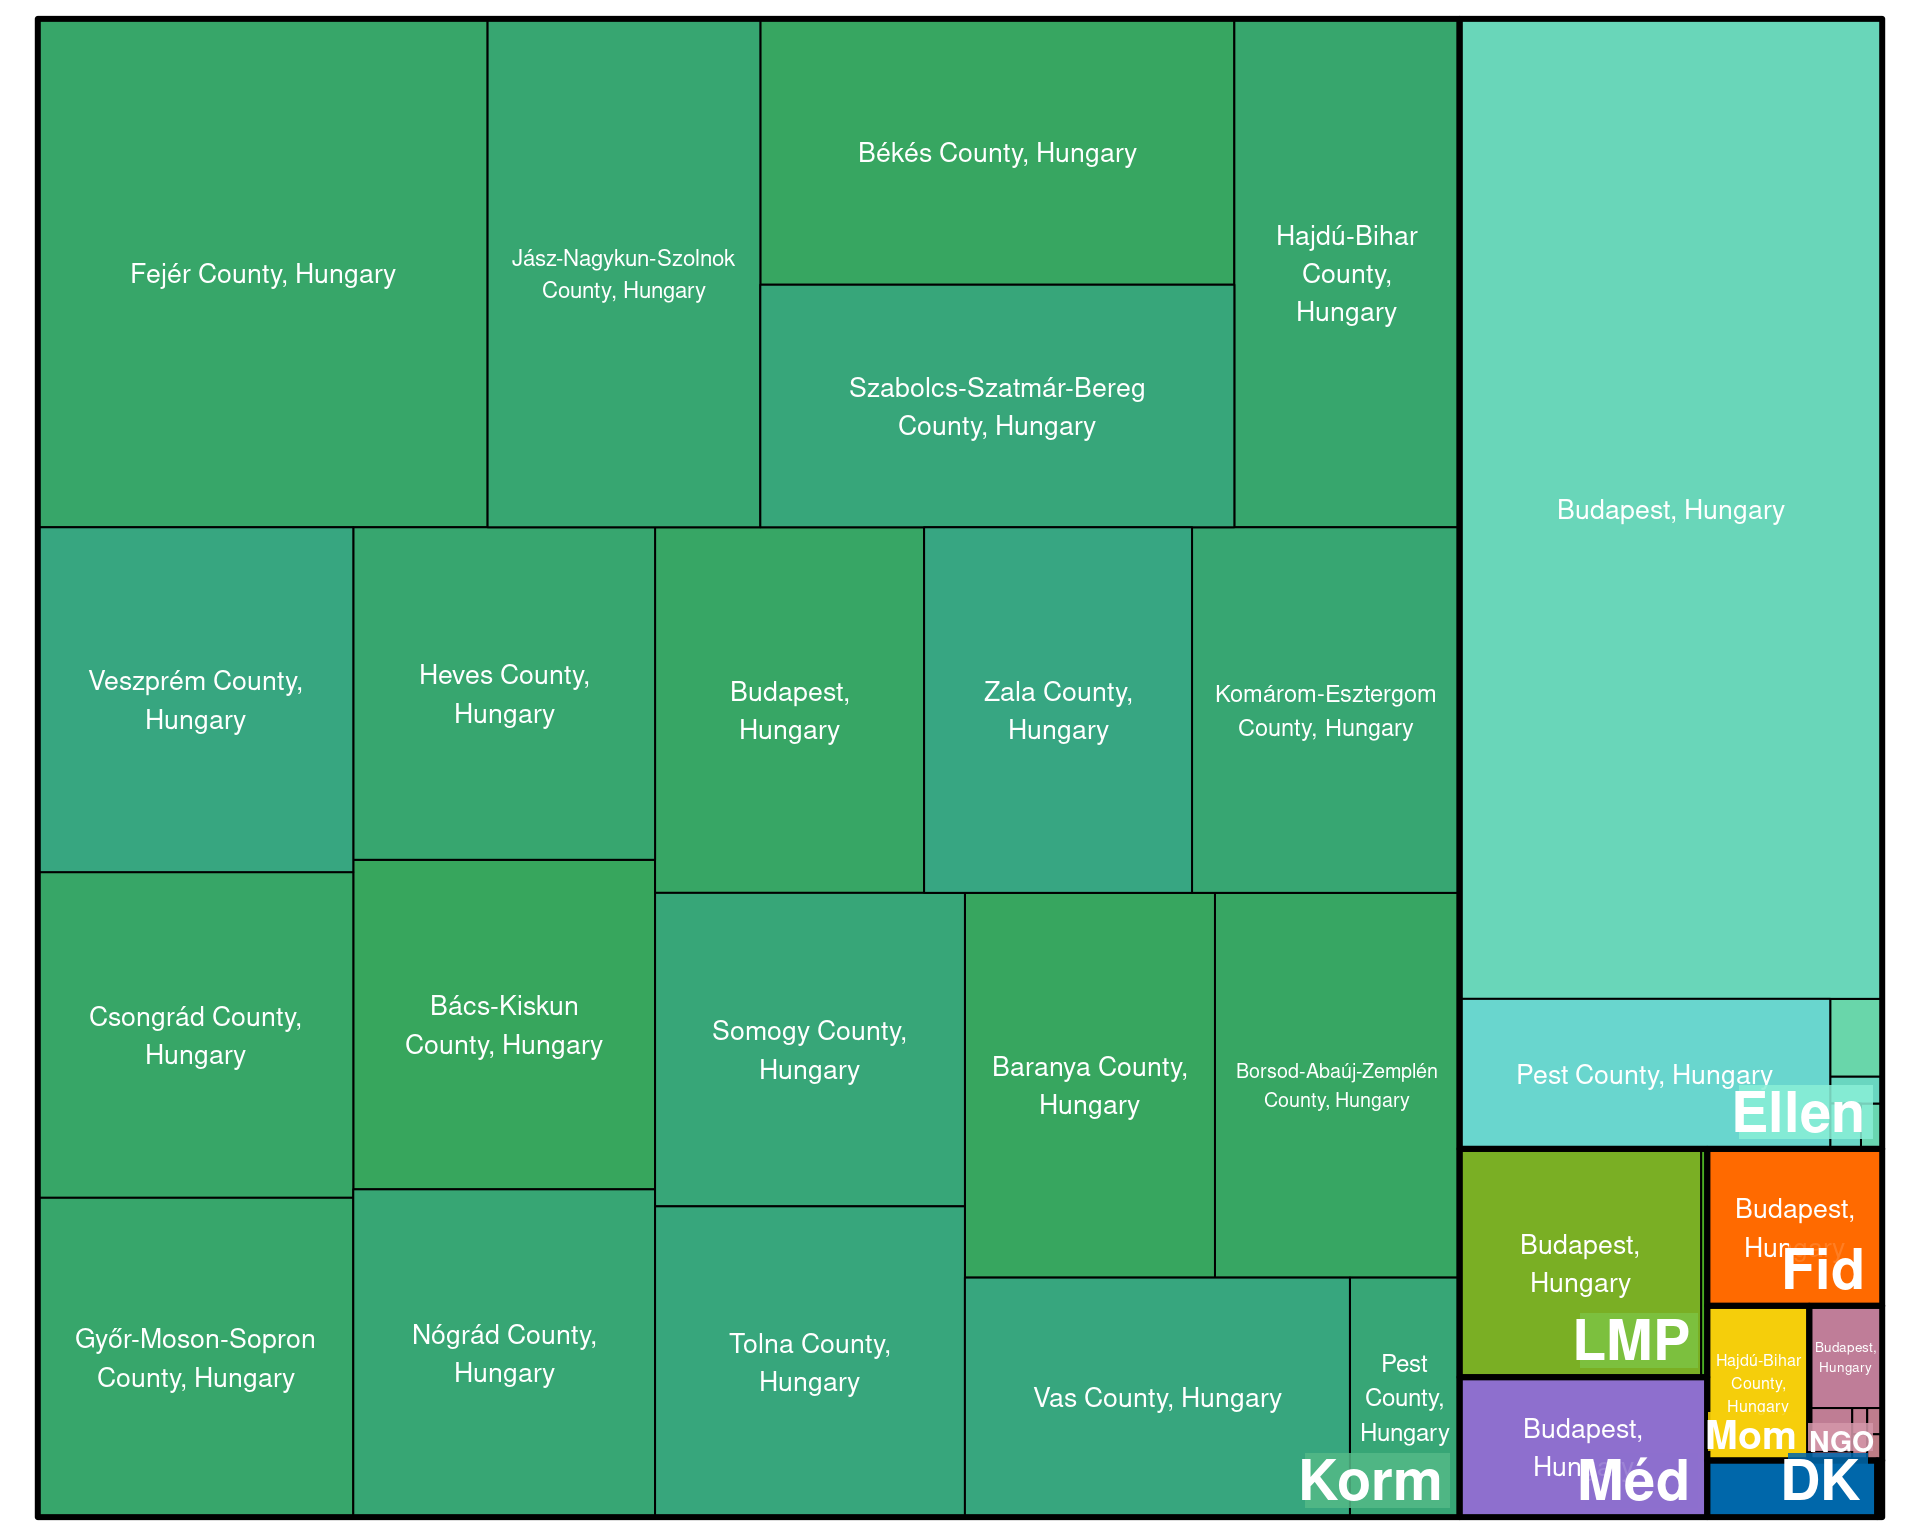 Fejér County, Hungary
Jász-Nagykun-Szolnok
County, Hungary
Békés County, Hungary
Szabolcs-Szatmár-Bereg
County, Hungary
Hajdú-Bihar
County,
Hungary
Veszprém County,
Hungary
Heves County,
Hungary
Budapest,
Hungary
Zala County,
Hungary
Komárom-Esztergom
County, Hungary
Csongrád County,
Hungary
Bács-Kiskun
County, Hungary
Somogy County,
Hungary
Baranya County,
Hungary
Borsod-Abaúj-Zemplén
County, Hungary
Győr-Moson-Sopron
County, Hungary
Nógrád County,
Hungary
Tolna County,
Hungary
Vas County, Hungary
Pest
County,
Hungary
Korm
Budapest, Hungary
Pest County, Hungary
Ellen
Budapest,
Hungary
LMP
Budapest,
Hungary
Fid
Budapest,
Hungary
Méd
Hajdú-Bihar
County,
Hungary
Mom
Budapest,
Hungary
NGO
DK